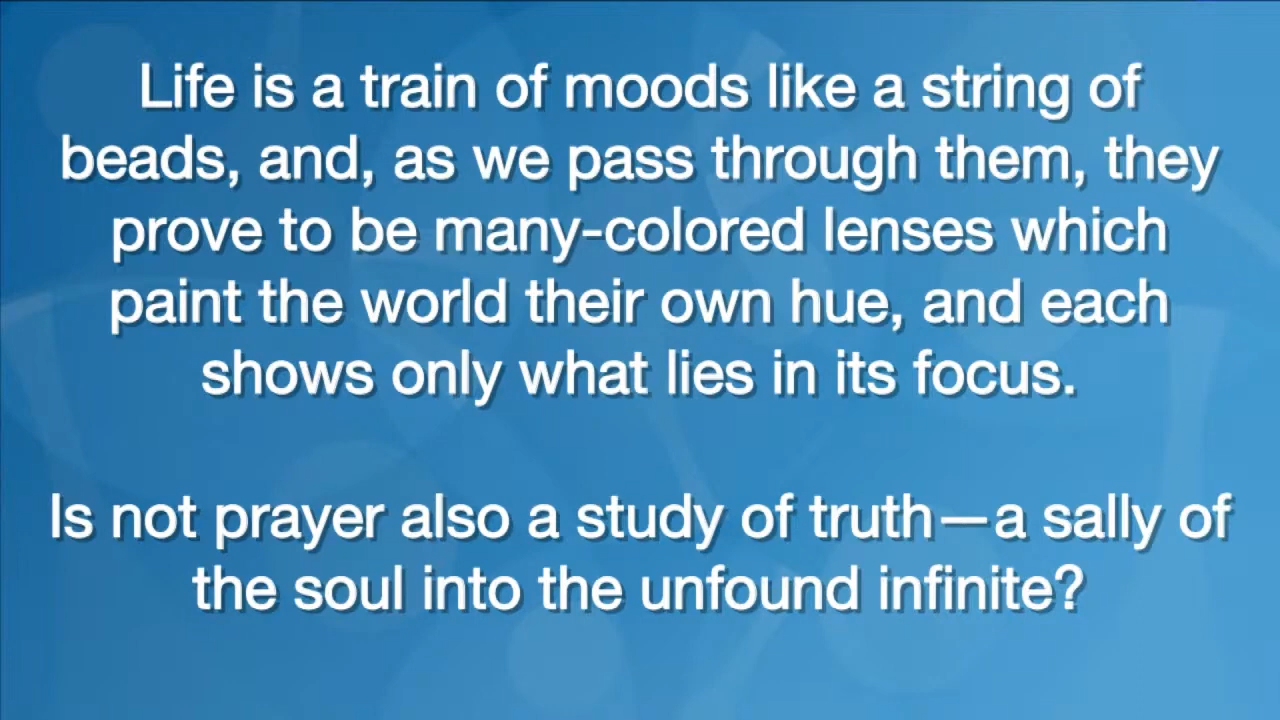 Life is a train of moods like a string of
beads, and, as we pass through them, they
prove to be many-colored lenses which
paint the world their own hue, and each
shows only what lies in its focus.
Is not prayer also a study of truth—a sally of
the soul into the unfound infinite?